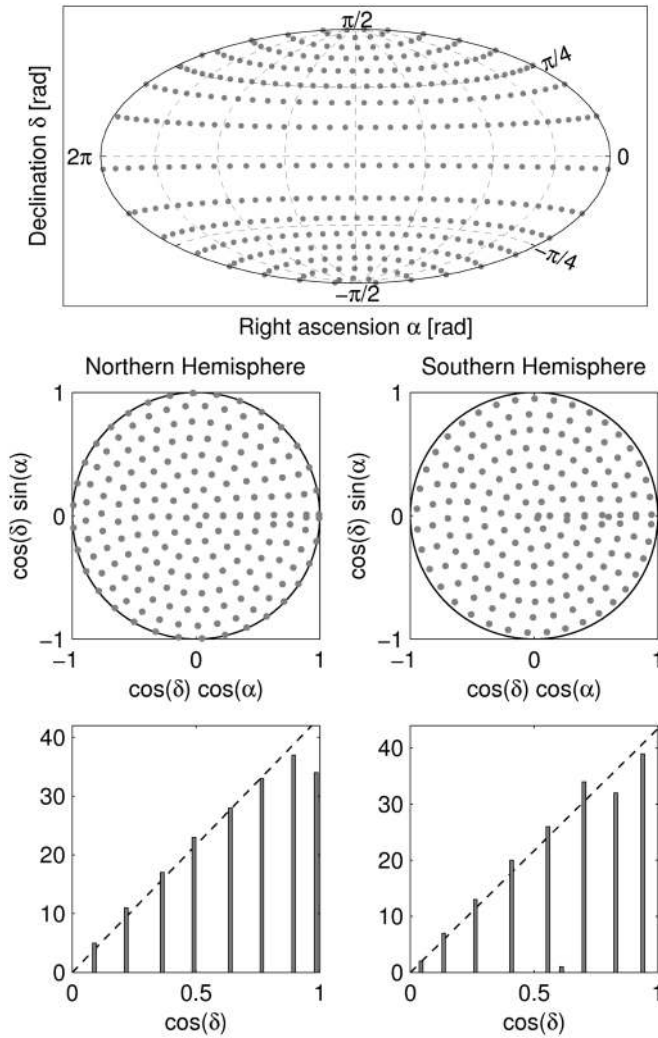 π/2
π/4
Declination δ [rad]
2π
0
−π/4
−π/2
Right ascension α [rad]
Northern Hemisphere
Southern Hemisphere
1
0
−1
cos(δ) sin(α)
−1
0
1
cos(δ) cos(α)
1
0
−1
cos(δ) sin(α)
−1
0
1
cos(δ) cos(α)
40
30
20
10
0
0
0.5
1
cos(δ)
40
30
20
10
0
0
0.5
1
cos(δ)